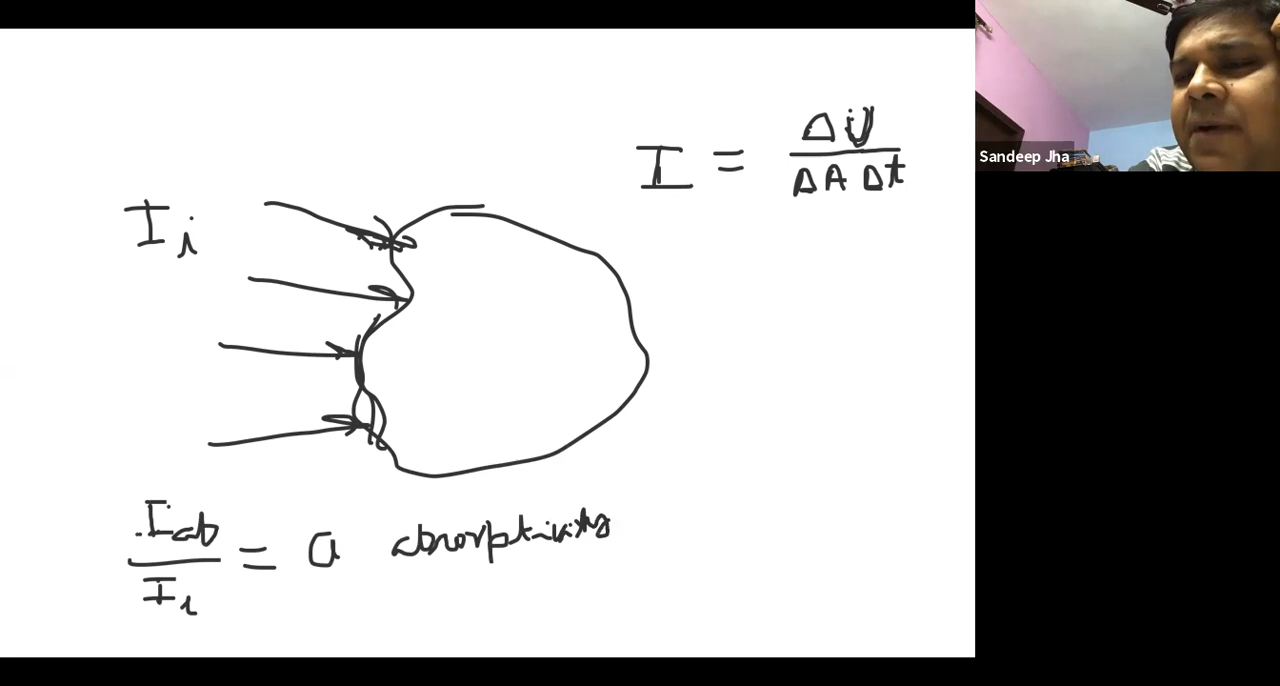 I = ΔU / ΔA Δt
Sandeep Jha
I_i
I_ab / I_i = a absorptivity